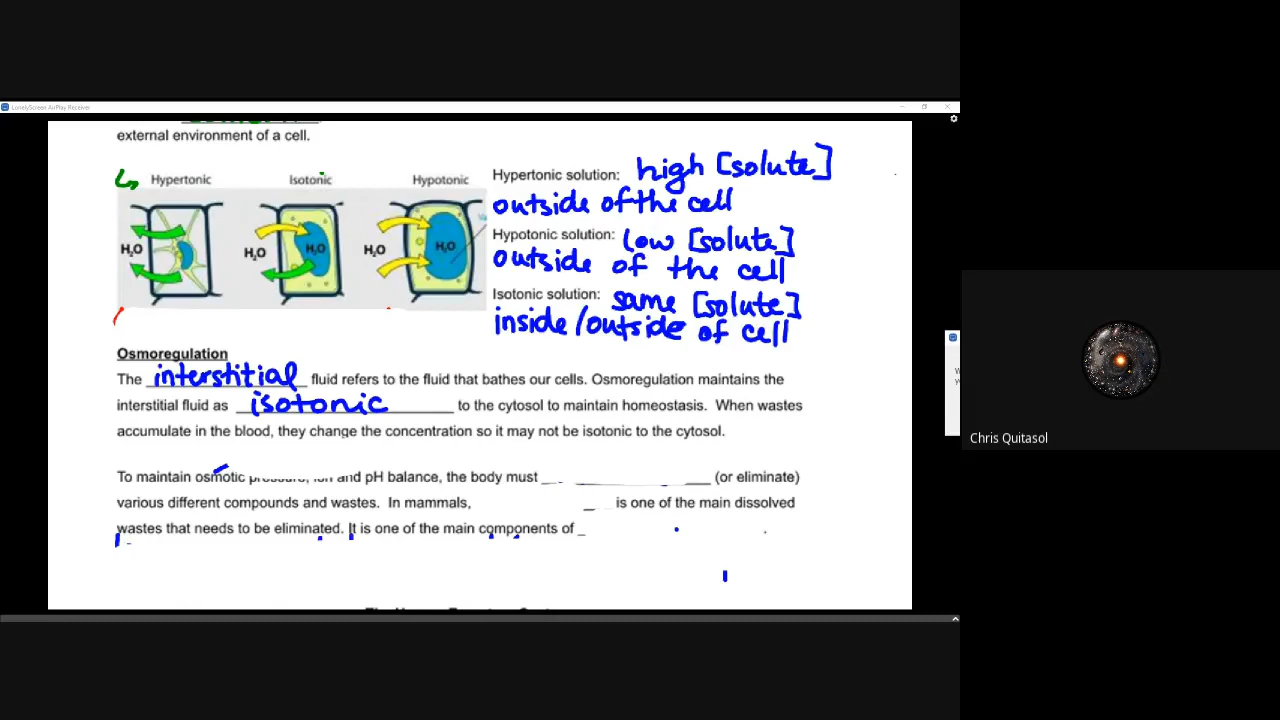 LonelyScreen AirPlay Receiver
external environment of a cell.
Hypertonic Isotonic Hypotonic
H₂O H₂O H₂O H₂O H₂O
Hypertonic solution: high [solute]
outside of the cell
Hypotonic solution: low [solute]
outside of the cell
Isotonic solution: same [solute]
inside/outside of cell
Osmoregulation
The interstitial fluid refers to the fluid that bathes our cells. Osmoregulation maintains the
interstitial fluid as isotonic to the cytosol to maintain homeostasis. When wastes
accumulate in the blood, they change the concentration so it may not be isotonic to the cytosol.
To maintain osmotic pressure, ion and pH balance, the body must ___ (or eliminate)
various different compounds and wastes. In mammals, __ is one of the main dissolved
wastes that needs to be eliminated. It is one of the main components of _
Chris Quitasol